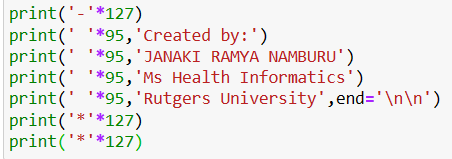 print('-'*127)
print(' '*95,'Created by:')
print(' '*95,'JANAKI RAMYA NAMBURU')
print(' '*95,'Ms Health Informatics')
print(' '*95,'Rutgers University',end='\n\n')
print('*'*127)
print('*'*127)